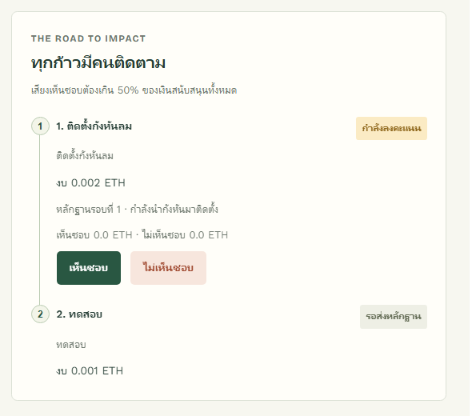 THE ROAD TO IMPACT
ทุกก้าวมีคนติดตาม
เสียงเห็นชอบต้องเกิน 50% ของเงินสนับสนุนทั้งหมด
1
1. ติดตั้งกังหันลม
กำลังลงคะแนน
ติดตั้งกังหันลม
งบ 0.002 ETH
หลักฐานรอบที่ 1 · กำลังนำกังหันมาติดตั้ง
เห็นชอบ 0.0 ETH · ไม่เห็นชอบ 0.0 ETH
เห็นชอบ
ไม่เห็นชอบ
2
2. ทดสอบ
รอส่งหลักฐาน
ทดสอบ
งบ 0.001 ETH